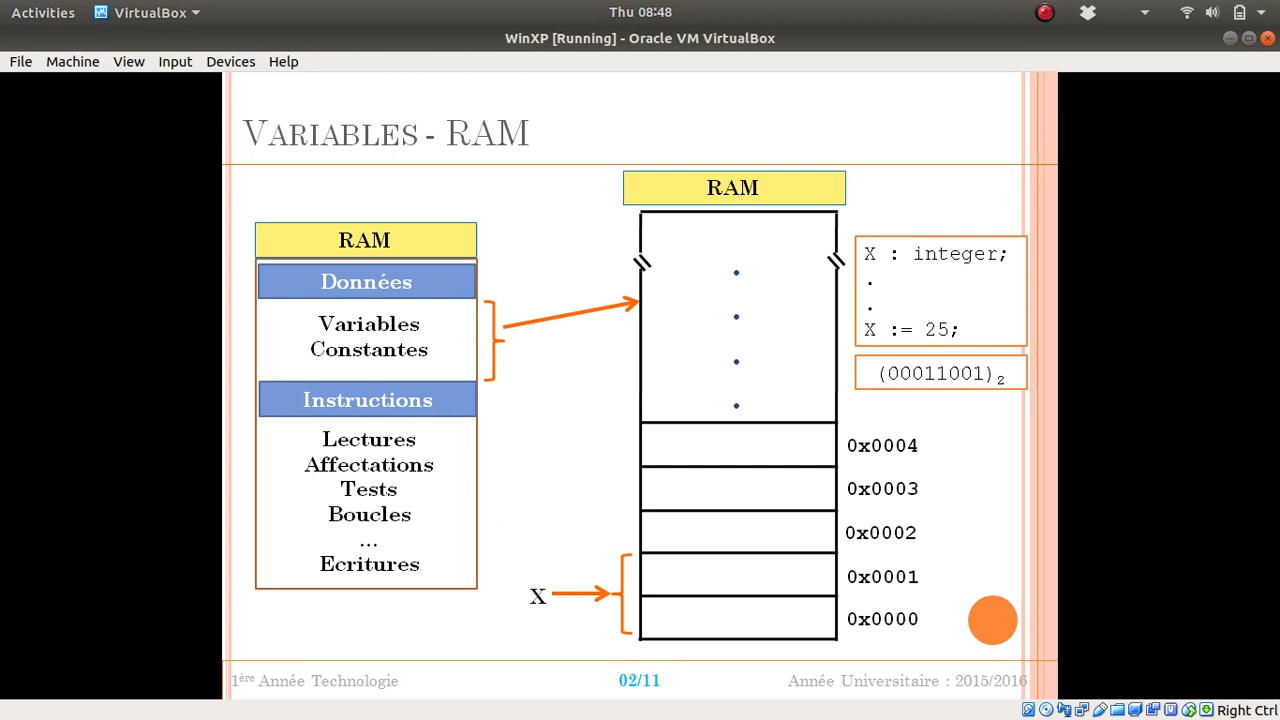 Activities VirtualBox Thu 08:48
WinXP [Running] - Oracle VM VirtualBox
File Machine View Input Devices Help
VARIABLES - RAM
RAM
Données
Variables
Constantes
Instructions
Lectures
Affectations
Tests
Boucles
...
Ecritures
RAM
X : integer;
.
.
X := 25;
(00011001)2
0x0004
0x0003
0x0002
0x0001
0x0000
X
1ère Année Technologie 02/11 Année Universitaire : 2015/2016
Right Ctrl